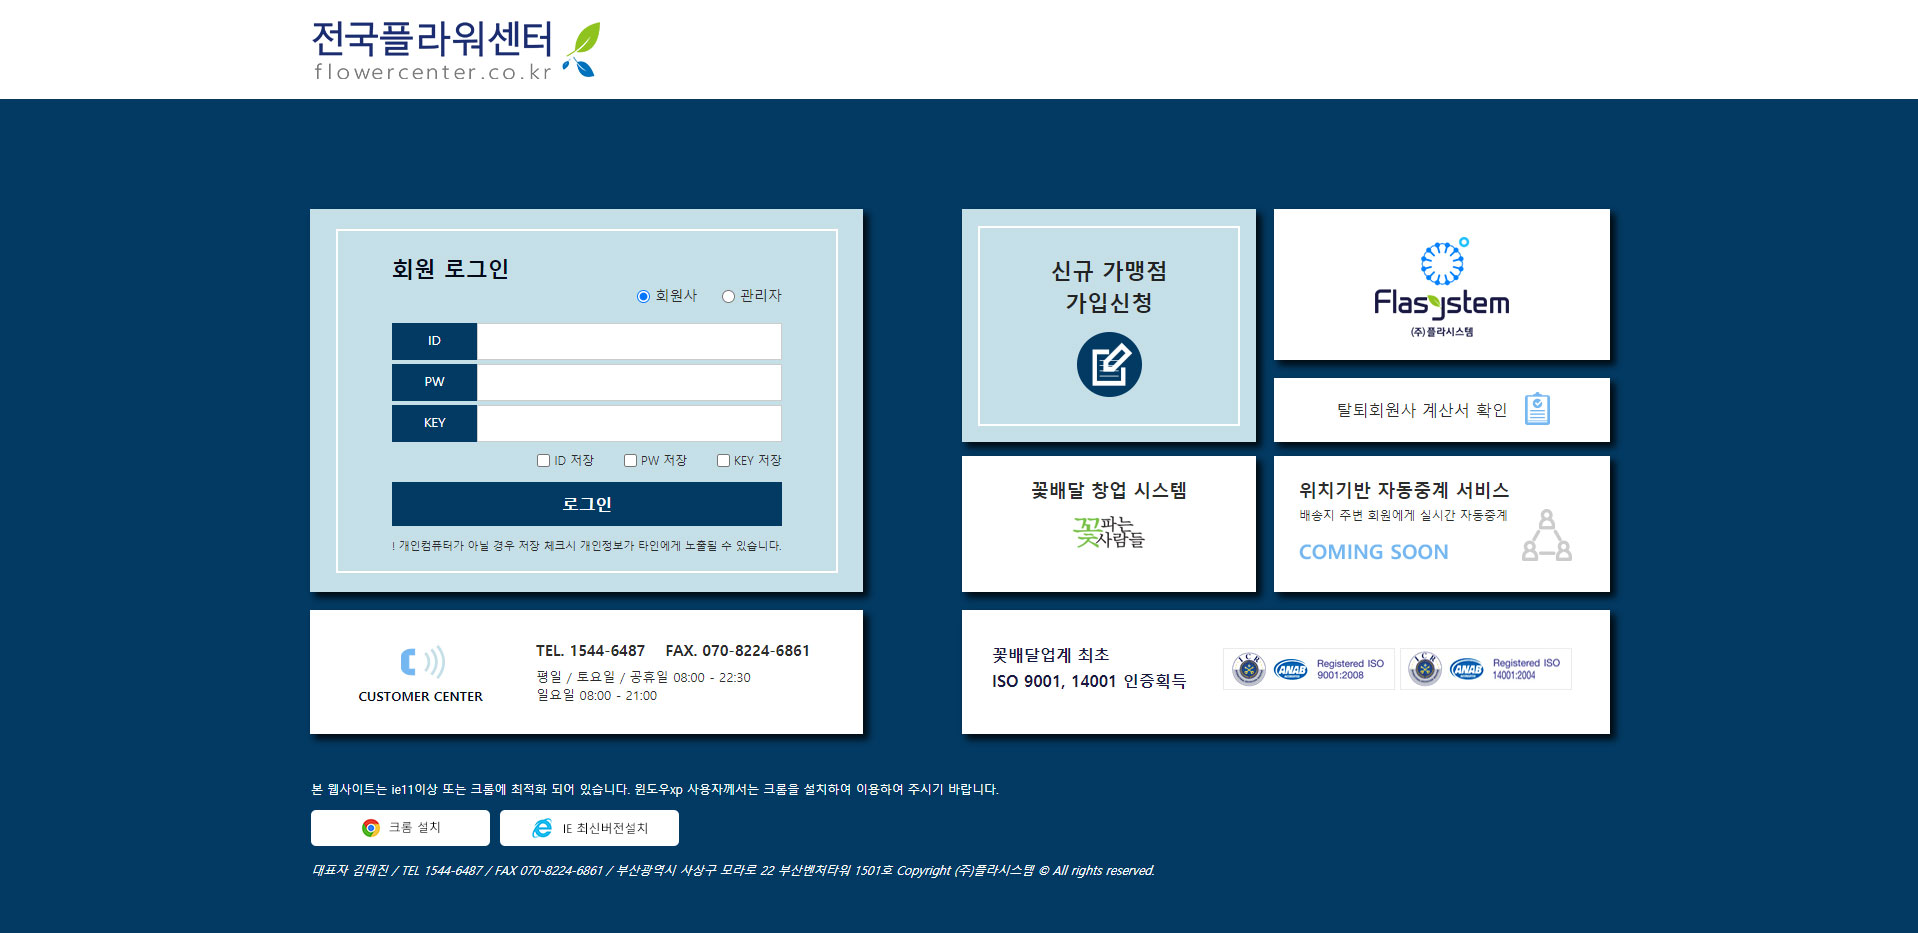 전국플라워센터
flowercenter.co.kr
회원 로그인
회원사 관리자
ID
PW
KEY
ID 저장 PW 저장 KEY 저장
로그인
! 개인컴퓨터가 아닐 경우 저장 체크시 개인정보가 타인에게 노출될 수 있습니다.
신규 가맹점
가입신청
Flasystem
(주)플라시스템
탈퇴회원사 계산서 확인
꽃배달 창업 시스템
꽃파는
꽃사람들
위치기반 자동중계 서비스
배송지 주변 회원에게 실시간 자동중계
COMING SOON
CUSTOMER CENTER
TEL. 1544-6487 FAX. 070-8224-6861
평일 / 토요일 / 공휴일 08:00 - 22:30
일요일 08:00 - 21:00
꽃배달업계 최초
ISO 9001, 14001 인증획득
ICR ANAB Registered ISO 9001:2008
ICR ANAB Registered ISO 14001:2004
본 웹사이트는 ie11이상 또는 크롬에 최적화 되어 있습니다. 윈도우xp 사용자께서는 크롬을 설치하여 이용하여 주시기 바랍니다.
크롬 설치
IE 최신버전설치
대표자 김태진 / TEL 1544-6487 / FAX 070-8224-6861 / 부산광역시 사상구 모라로 22 부산벤처타워 1501호 Copyright (주)플라시스템 © All rights reserved.